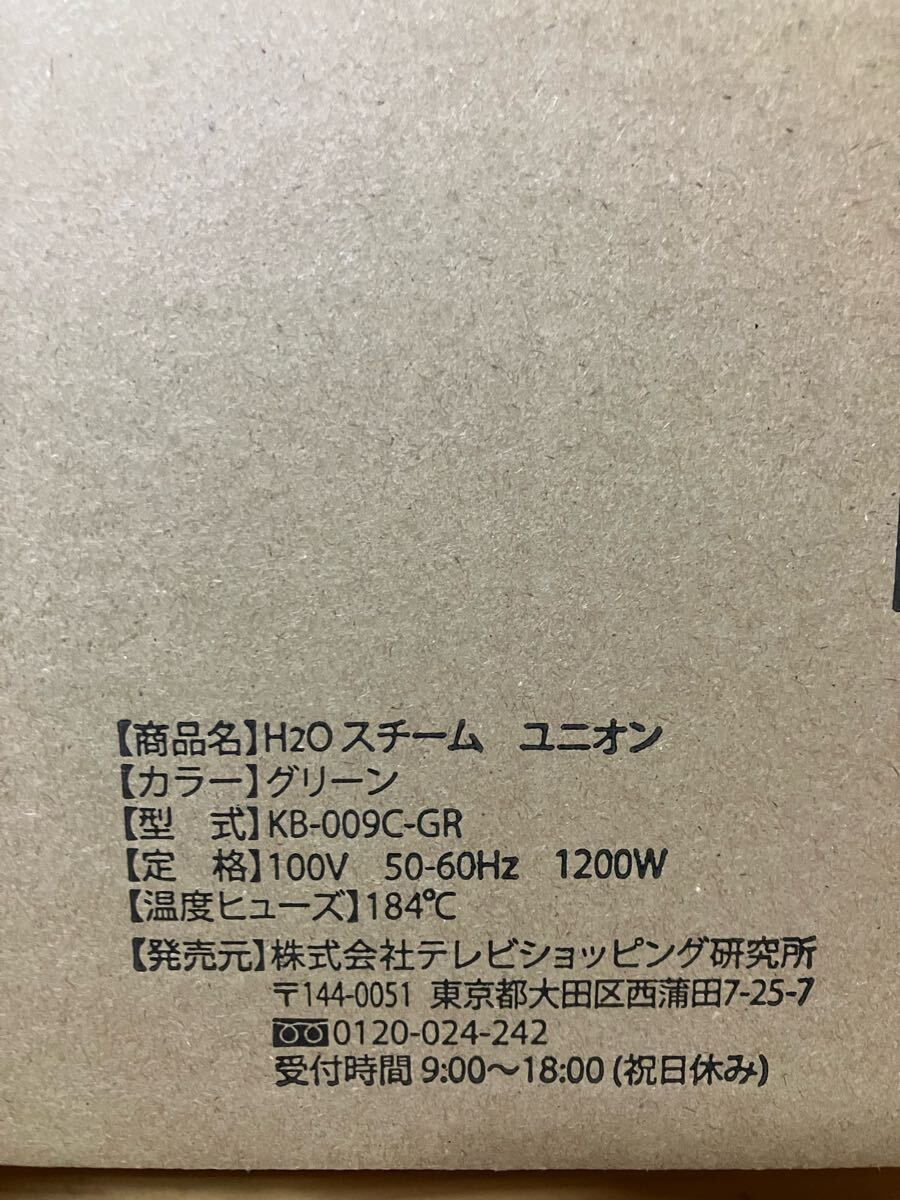 【商品名】H2O スチーム　ユニオン
【カラー】グリーン
【型　式】KB-009C-GR
【定　格】100V　50-60Hz　1200W
【温度ヒューズ】184℃
【発売元】株式会社テレビショッピング研究所
〒144-0051 東京都大田区西蒲田7-25-7
0120-024-242
受付時間 9:00～18:00 (祝日休み)